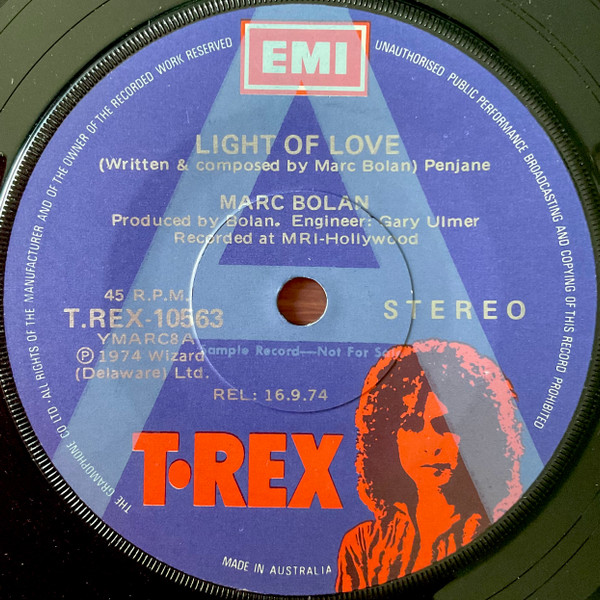 EMI
THE GRAMOPHONE CO LTD. ALL RIGHTS OF THE MANUFACTURER AND OF THE OWNER OF THE RECORDED WORK RESERVED
UNAUTHORISED PUBLIC PERFORMANCE BROADCASTING AND COPYING OF THIS RECORD PROHIBITED
A
LIGHT OF LOVE
(Written & composed by Marc Bolan) Penjane
MARC BOLAN
Produced by Bolan. Engineer: Gary Ulmer
Recorded at MRI-Hollywood
45 R.P.M.
T.REX-10563
YMARC8A
STEREO
Sample Record—Not For Sale
℗ 1974 Wizard
(Delaware) Ltd.
REL: 16.9.74
T•REX
MADE IN AUSTRALIA